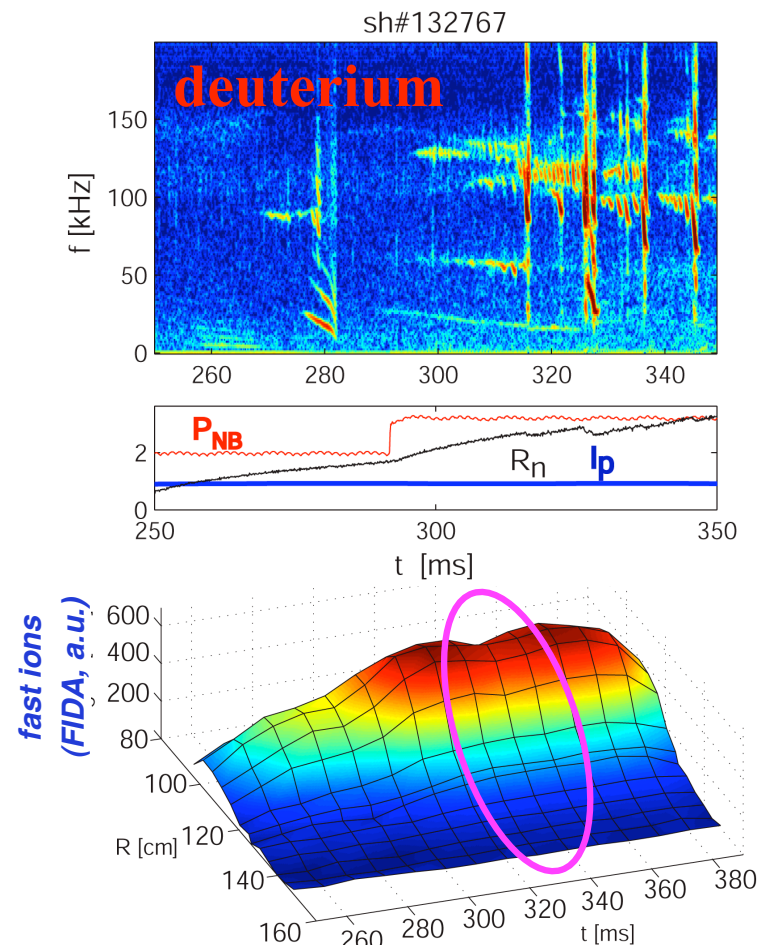 sh#132767
deuterium
f [kHz]
150
100
50
0
260 280 300 320 340
P_NB
R_n
I_p
2
0
250 300 350
t [ms]
fast ions
(FIDA, a.u.)
600
400
200
80
100
120
140
160
R [cm]
260 280 300 320 340 360 380
t [ms]